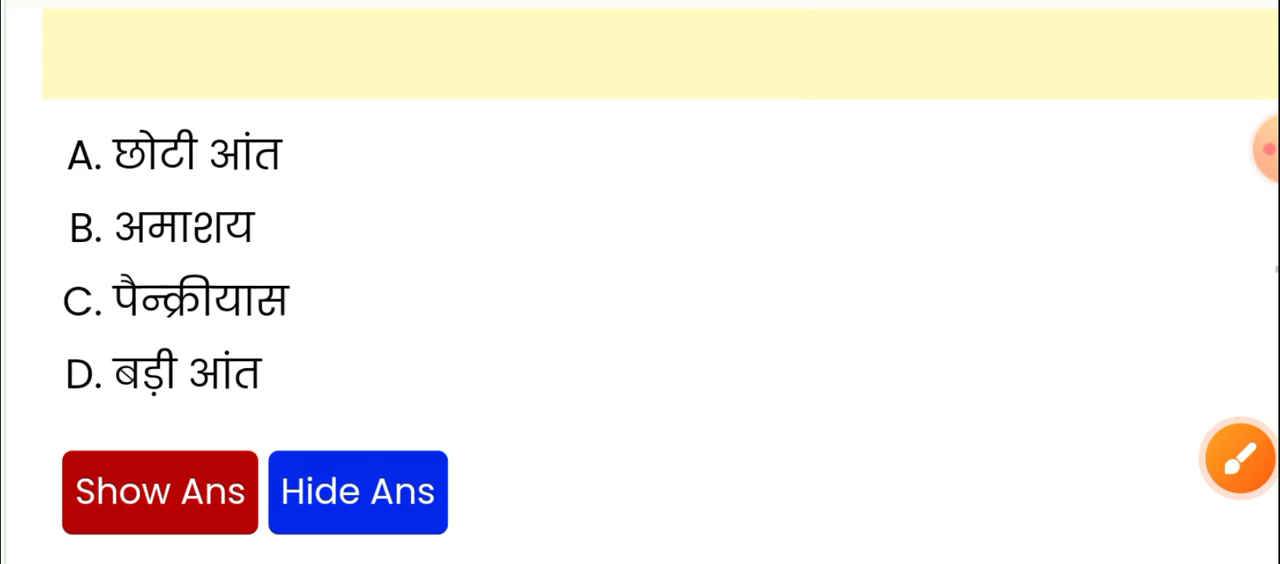 A. छोटी आंत
B. अमाशय
C. पैन्क्रीयास
D. बड़ी आंत
Show Ans Hide Ans